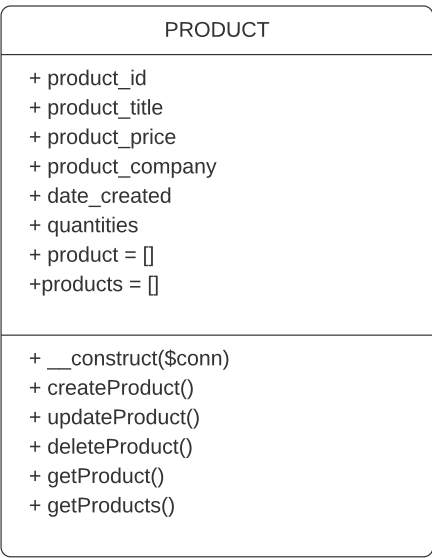 PRODUCT
+ product_id
+ product_title
+ product_price
+ product_company
+ date_created
+ quantities
+ product = []
+products = []
+ __construct($conn)
+ createProduct()
+ updateProduct()
+ deleteProduct()
+ getProduct()
+ getProducts()